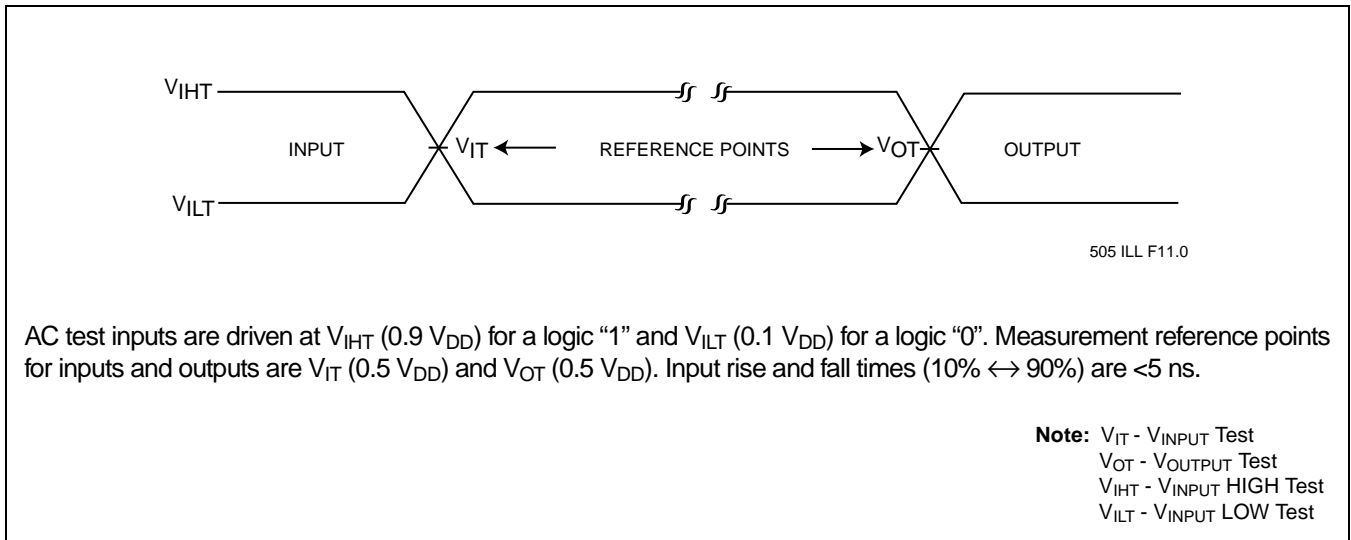 VIHT
INPUT
VIT
REFERENCE POINTS
VOT
OUTPUT
VILT
505 ILL F11.0
AC test inputs are driven at VIHT (0.9 VDD) for a logic “1” and VILT (0.1 VDD) for a logic “0”. Measurement reference points
for inputs and outputs are VIT (0.5 VDD) and VOT (0.5 VDD). Input rise and fall times (10% ↔ 90%) are <5 ns.
Note: VIT - VINPUT Test
VOT - VOUTPUT Test
VIHT - VINPUT HIGH Test
VILT - VINPUT LOW Test